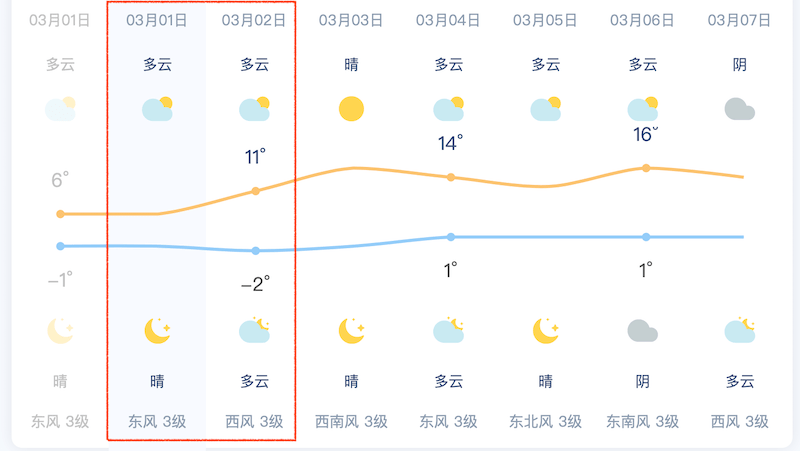 03月01日 03月01日 03月02日 03月03日 03月04日 03月05日 03月06日 03月07日
多云 多云 多云 晴 多云 多云 多云 阴
6° 11° 14° 16°
-1° -2° 1° 1°
晴 晴 多云 晴 多云 晴 阴 多云
东风 3级 东风 3级 西风 3级 西南风 3级 东风 3级 东北风 3级 东南风 3级 西风 3级